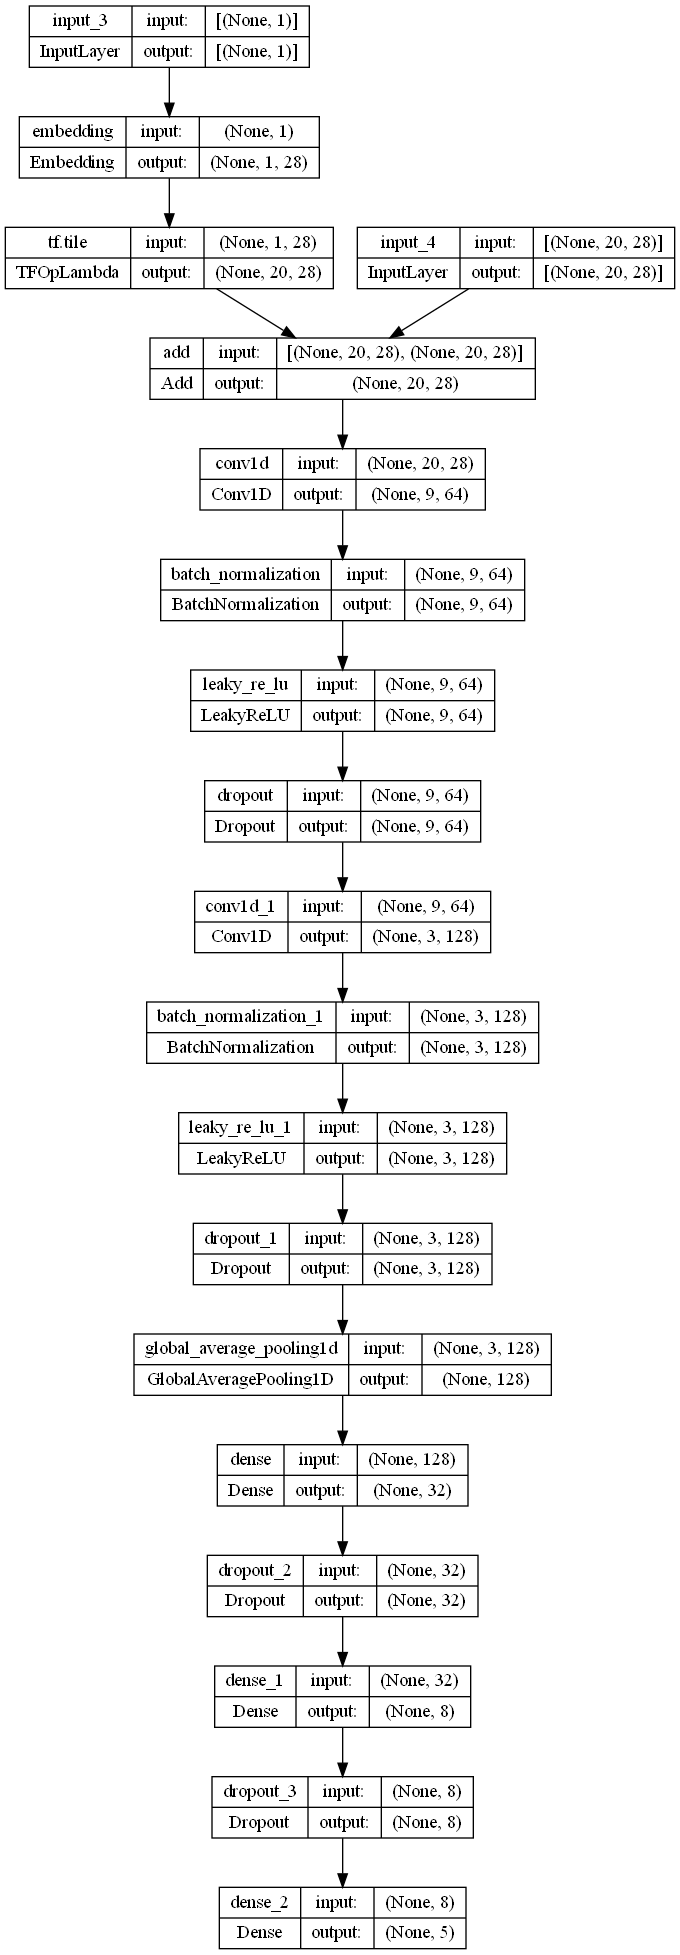 input_3 input: [(None, 1)]
InputLayer output: [(None, 1)]
embedding input: (None, 1)
Embedding output: (None, 1, 28)
tf.tile input: (None, 1, 28)
TFOpLambda output: (None, 20, 28)
input_4 input: [(None, 20, 28)]
InputLayer output: [(None, 20, 28)]
add input: [(None, 20, 28), (None, 20, 28)]
Add output: (None, 20, 28)
conv1d input: (None, 20, 28)
Conv1D output: (None, 9, 64)
batch_normalization input: (None, 9, 64)
BatchNormalization output: (None, 9, 64)
leaky_re_lu input: (None, 9, 64)
LeakyReLU output: (None, 9, 64)
dropout input: (None, 9, 64)
Dropout output: (None, 9, 64)
conv1d_1 input: (None, 9, 64)
Conv1D output: (None, 3, 128)
batch_normalization_1 input: (None, 3, 128)
BatchNormalization output: (None, 3, 128)
leaky_re_lu_1 input: (None, 3, 128)
LeakyReLU output: (None, 3, 128)
dropout_1 input: (None, 3, 128)
Dropout output: (None, 3, 128)
global_average_pooling1d input: (None, 3, 128)
GlobalAveragePooling1D output: (None, 128)
dense input: (None, 128)
Dense output: (None, 32)
dropout_2 input: (None, 32)
Dropout output: (None, 32)
dense_1 input: (None, 32)
Dense output: (None, 8)
dropout_3 input: (None, 8)
Dropout output: (None, 8)
dense_2 input: (None, 8)
Dense output: (None, 5)